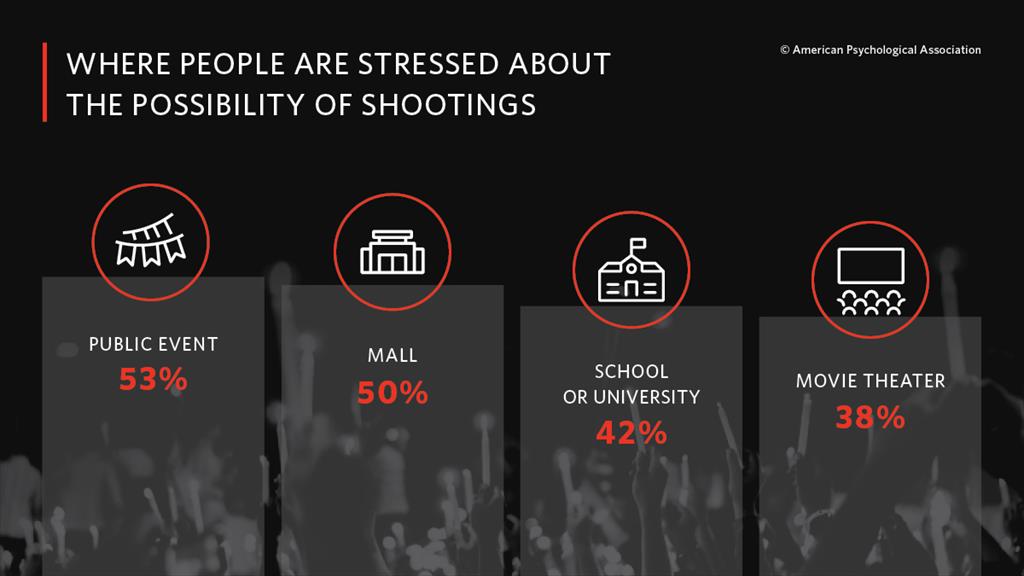 WHERE PEOPLE ARE STRESSED ABOUT
THE POSSIBILITY OF SHOOTINGS
© American Psychological Association
PUBLIC EVENT
53%
MALL
50%
SCHOOL
OR UNIVERSITY
42%
MOVIE THEATER
38%